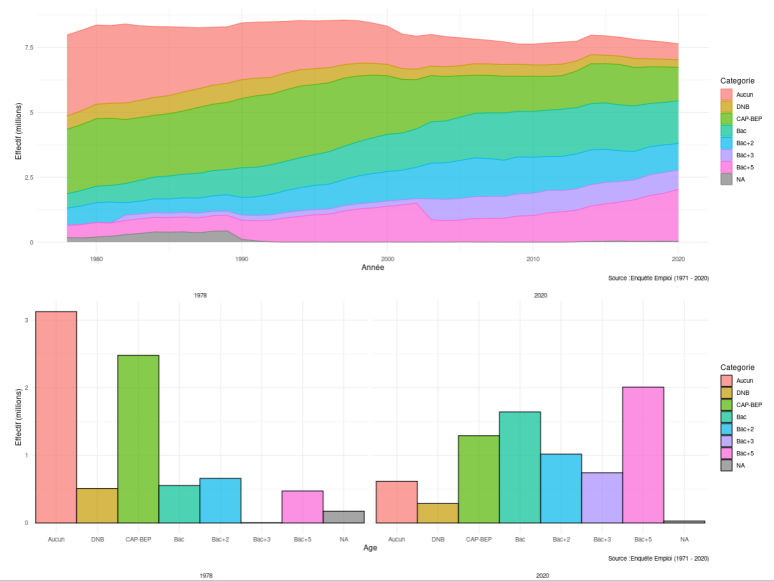 Effectif (millions)
7.5
5
2.5
0
1980
1990
2000
2010
2020
Année
Categorie
Aucun
DNB
CAP-BEP
Bac
Bac+2
Bac+3
Bac+5
NA
Source :Enquête Emploi (1971 - 2020)
1978
2020
Effectif (millions)
3
2
1
0
Aucun
DNB
CAP-BEP
Bac
Bac+2
Bac+3
Bac+5
NA
Aucun
DNB
CAP-BEP
Bac
Bac+2
Bac+3
Bac+5
NA
Age
Categorie
Aucun
DNB
CAP-BEP
Bac
Bac+2
Bac+3
Bac+5
NA
Source :Enquête Emploi (1971 - 2020)
1978
2020